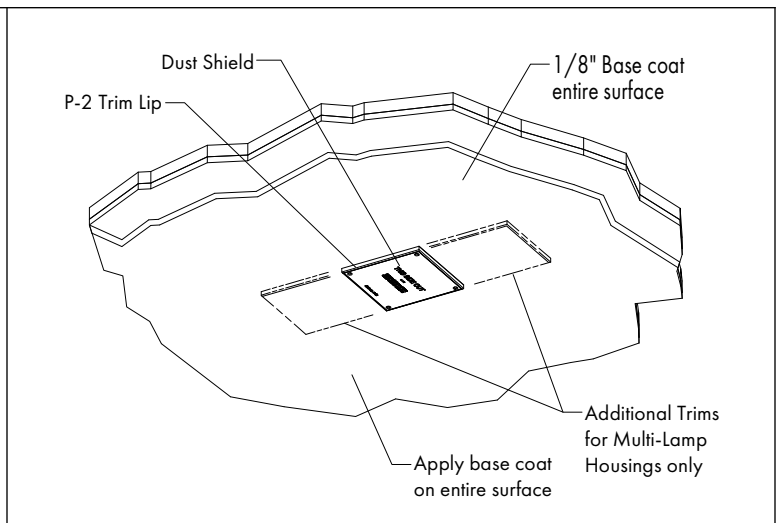 Dust Shield
P-2 Trim Lip
1/8" Base coat
entire surface
Additional Trims
for Multi-Lamp
Housings only
Apply base coat
on entire surface